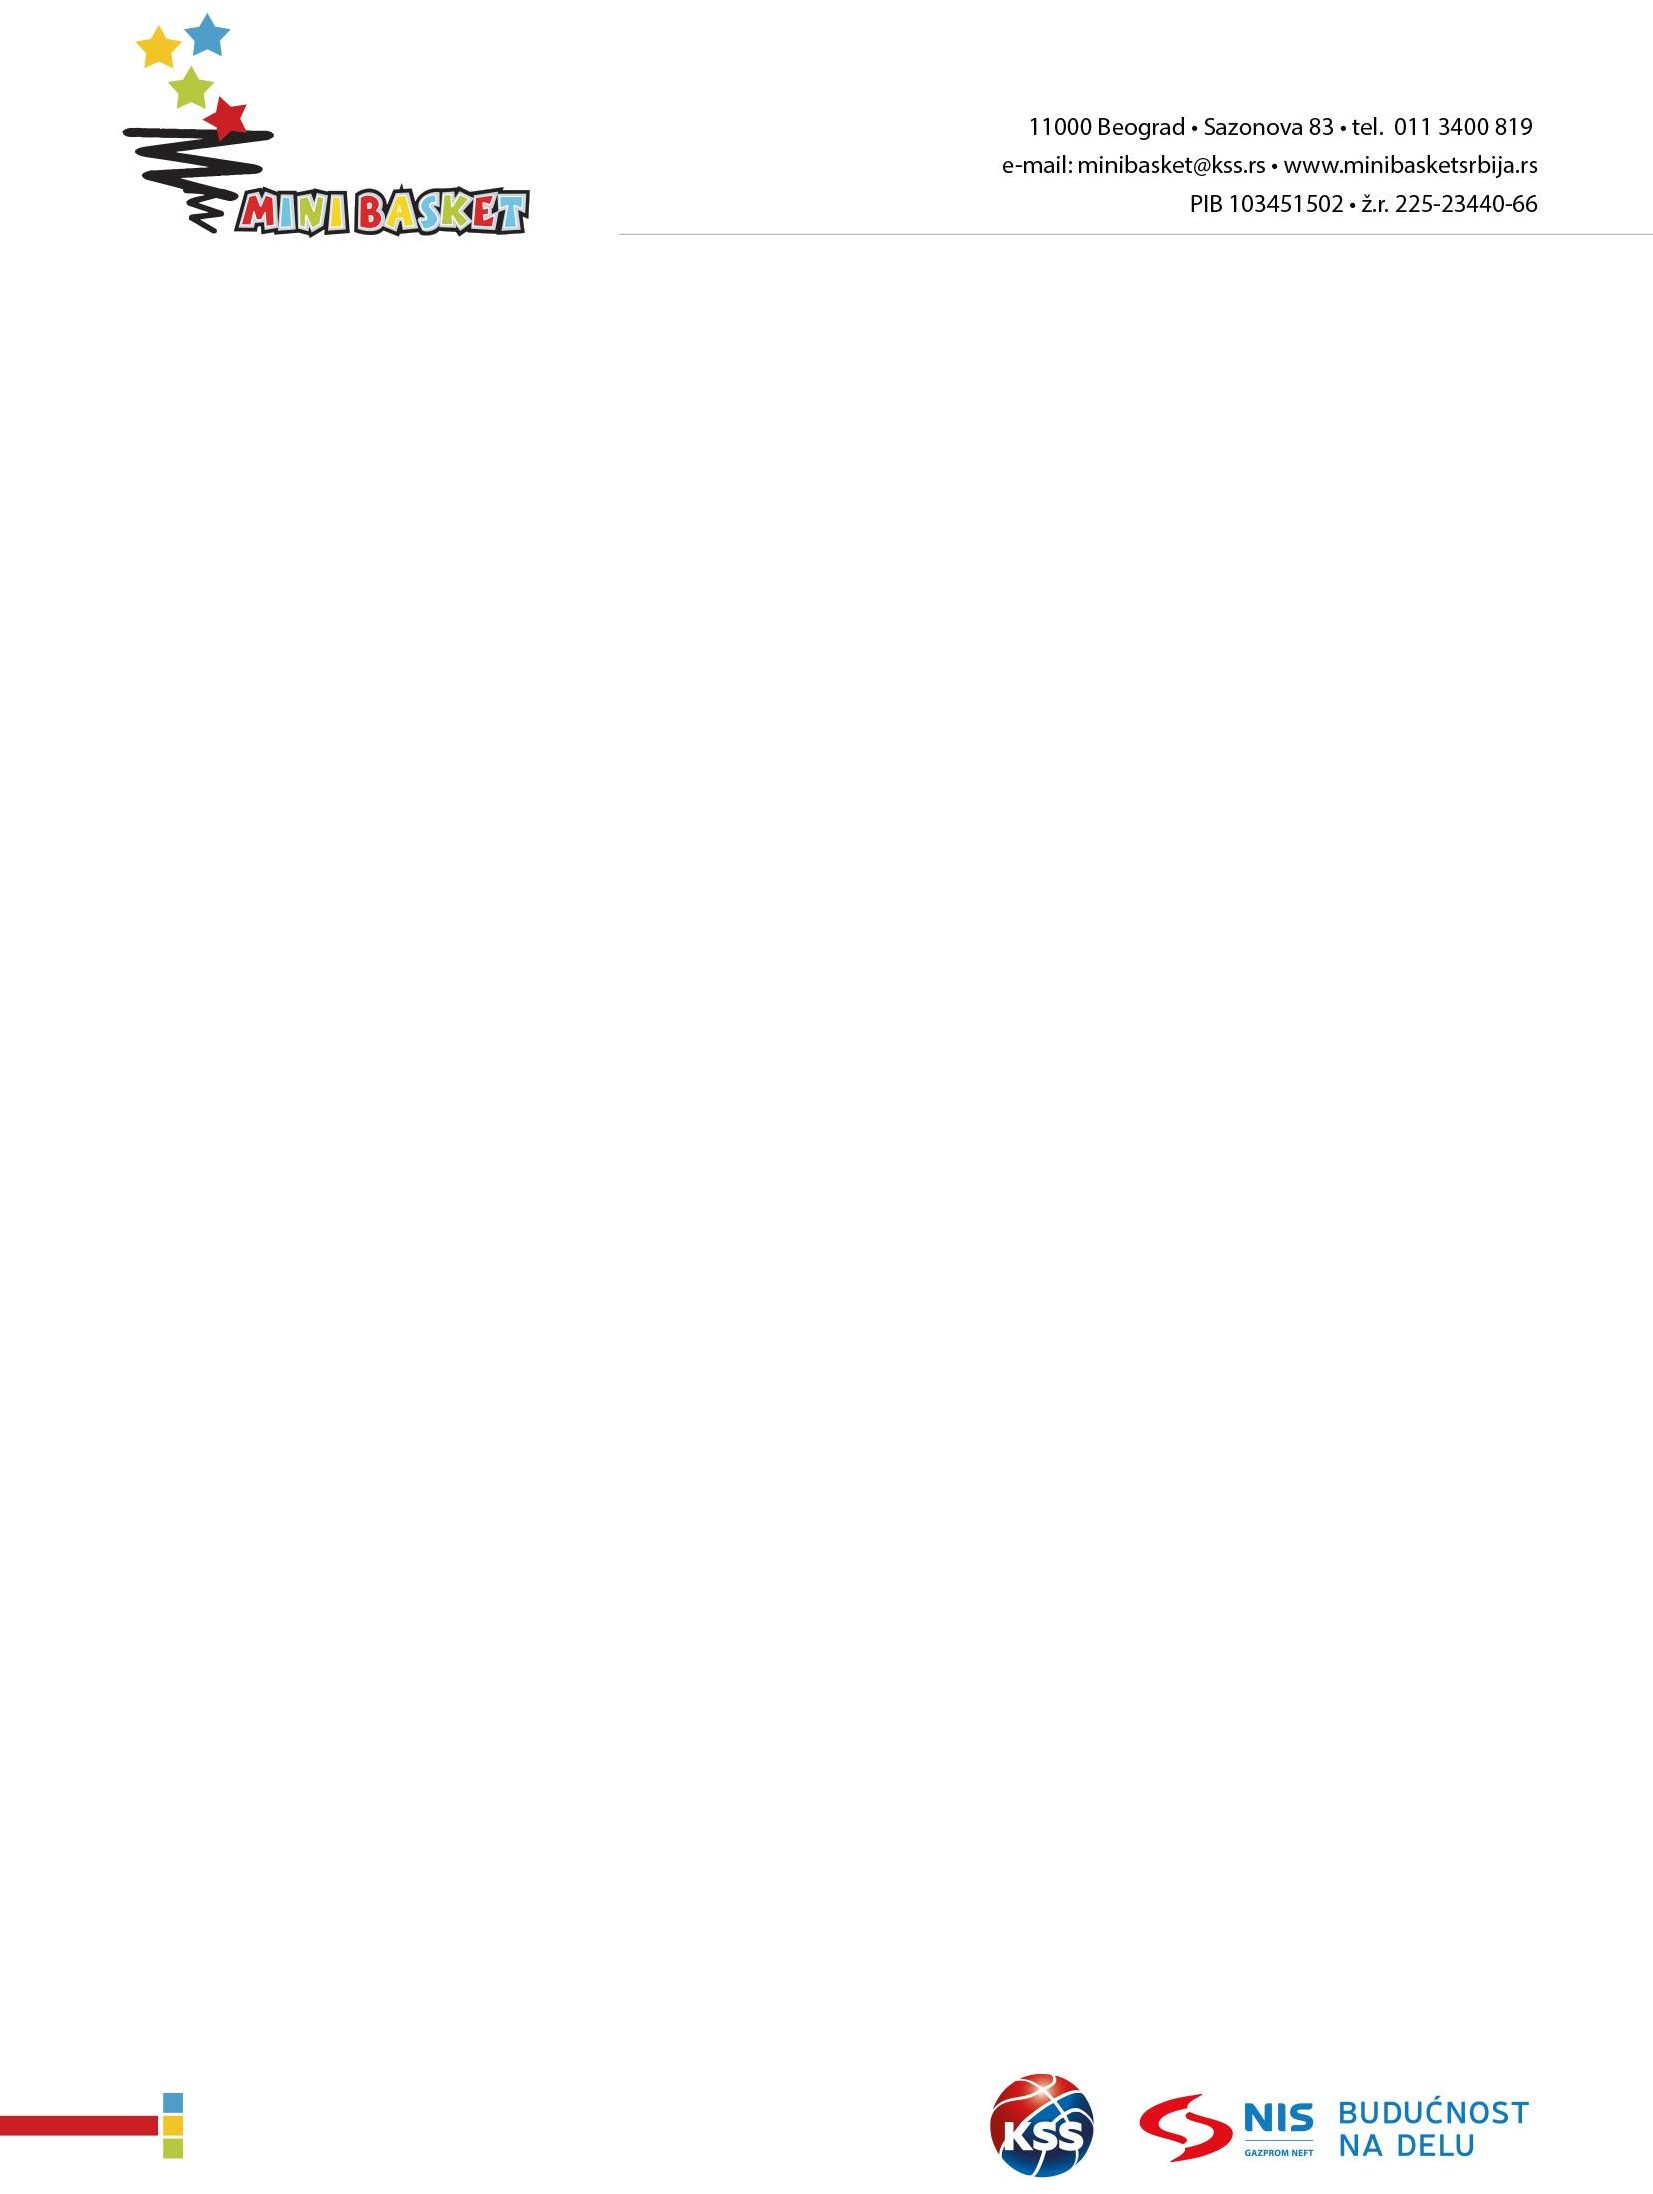 11000 Beograd • Sazonova 83 • tel. 011 3400 819
e-mail: minibasket@kss.rs • www.minibasketsrbija.rs
PIB 103451502 • ž.r. 225-23440-66
MINI BASKET
KSS
NIS
GAZPROM NEFT
BUDUĆNOST
NA DELU